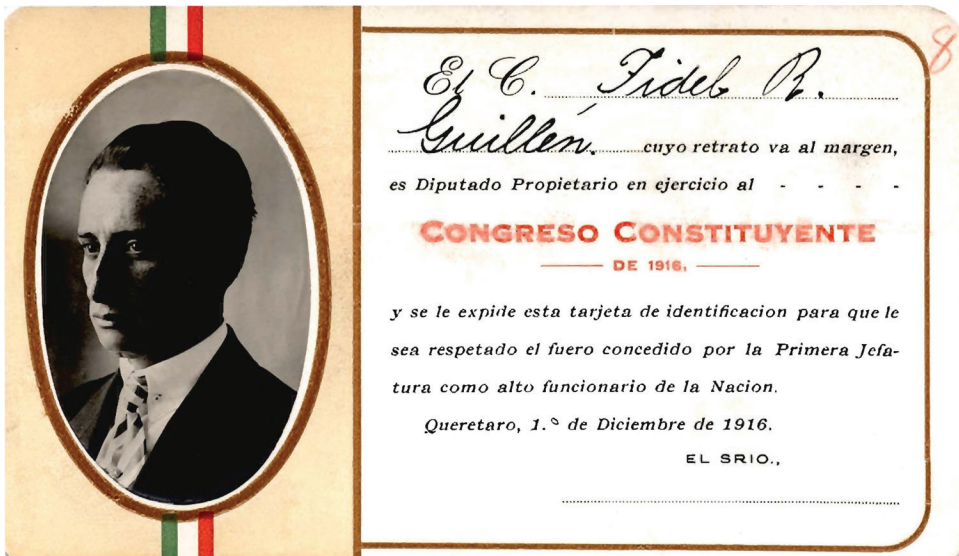 8
El C. Fidel R.
Guillén. cuyo retrato va al margen,
es Diputado Propietario en ejercicio al - - - -
CONGRESO CONSTITUYENTE
DE 1916,
y se le expide esta tarjeta de identificacion para que le
sea respetado el fuero concedido por la Primera Jefa-
tura como alto funcionario de la Nacion.
Queretaro, 1.º de Diciembre de 1916.
EL SRIO.,